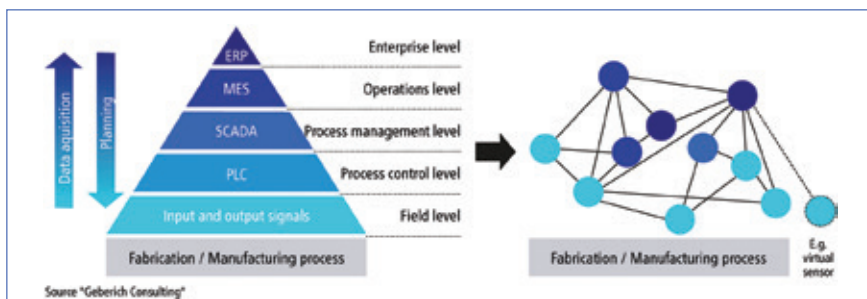 Data aquisition
Planning
ERP
Enterprise level
MES
Operations level
SCADA
Process management level
PLC
Process control level
Input and output signals
Field level
Fabrication / Manufacturing process
Source "Geberich Consulting"
Fabrication / Manufacturing process
E.g.
virtual
sensor